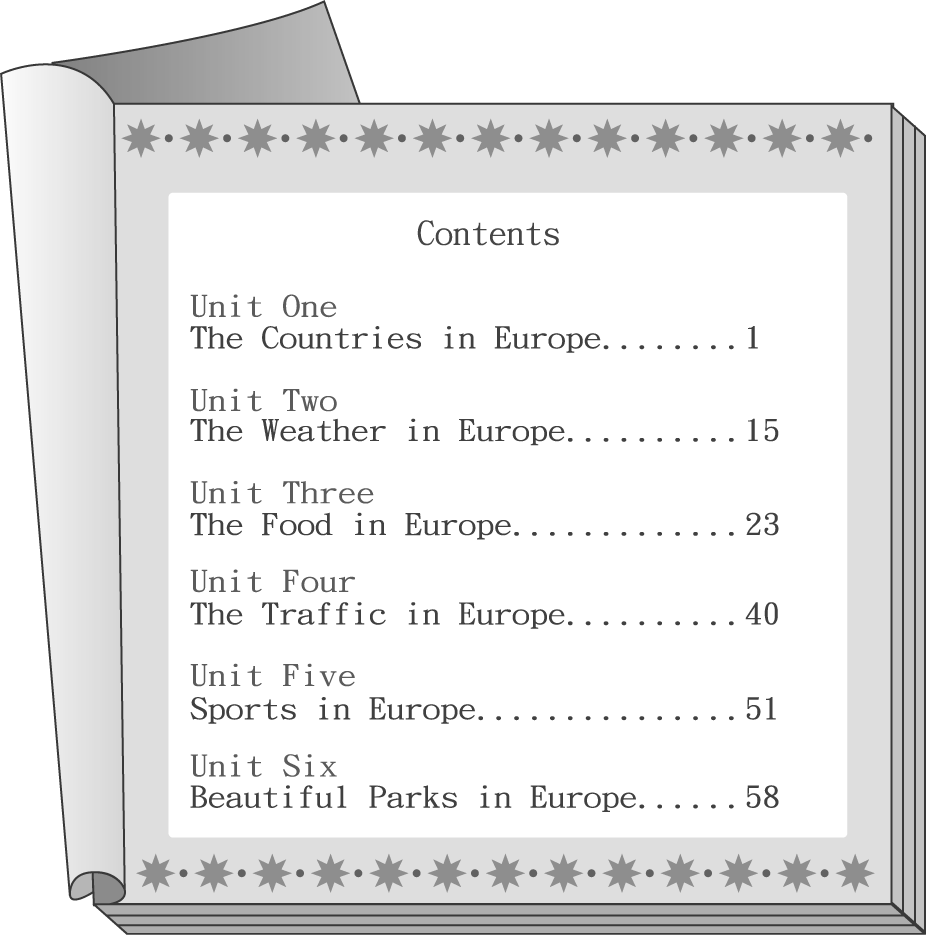 Contents
Unit One
The Countries in Europe........1
Unit Two
The Weather in Europe..........15
Unit Three
The Food in Europe.............23
Unit Four
The Traffic in Europe..........40
Unit Five
Sports in Europe...............51
Unit Six
Beautiful Parks in Europe......58